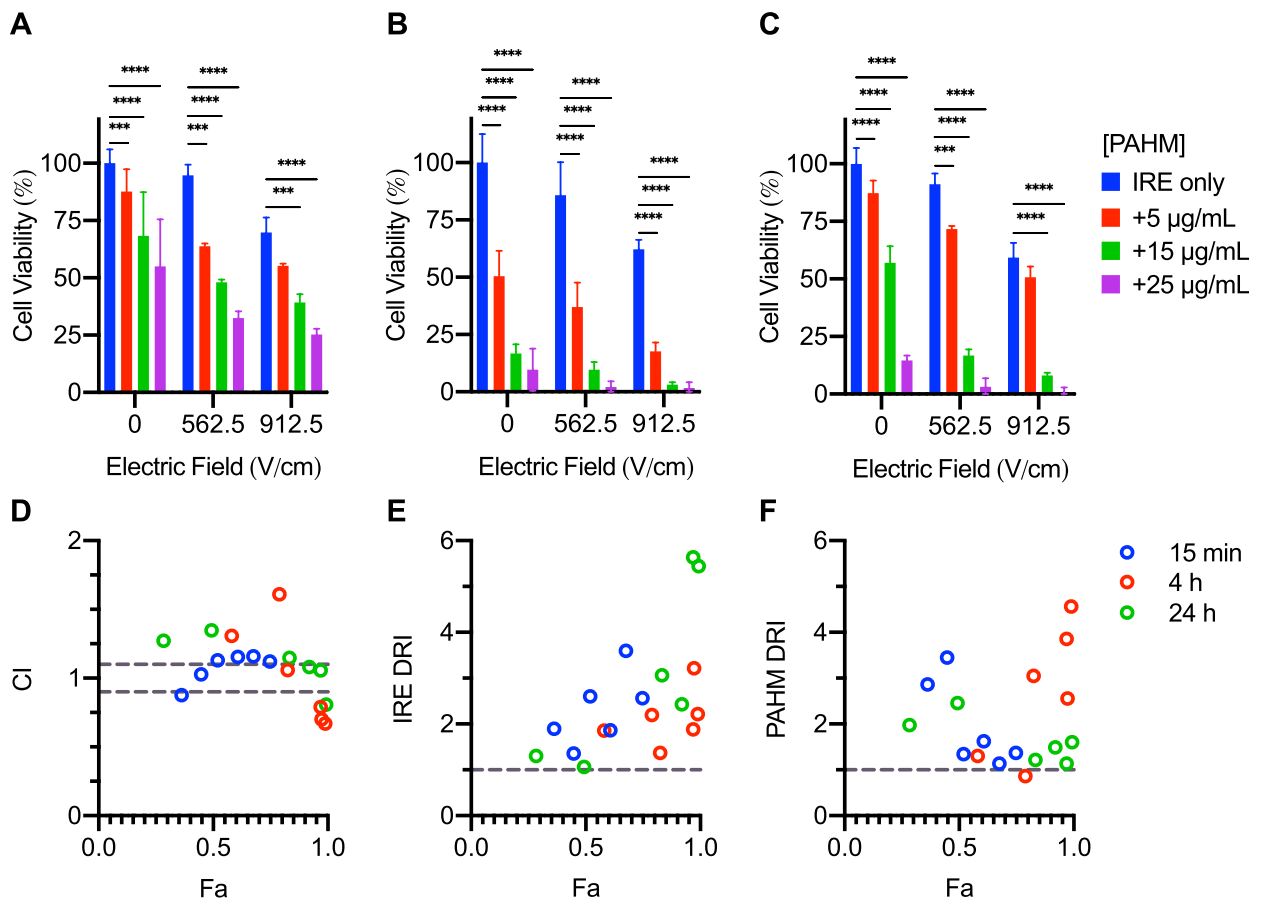 A
B
C
**** **** ***
**** **** ***
**** ***
**** **** ****
**** **** ****
**** **** ****
**** **** ****
**** **** ***
**** ****
Cell Viability (%)
100
75
50
25
0
0 562.5 912.5
Electric Field (V/cm)
Cell Viability (%)
100
75
50
25
0
0 562.5 912.5
Electric Field (V/cm)
Cell Viability (%)
100
75
50
25
0
0 562.5 912.5
Electric Field (V/cm)
[PAHM]
IRE only
+5 µg/mL
+15 µg/mL
+25 µg/mL
D
E
F
CI
2
1
0
0.0 0.5 1.0
Fa
IRE DRI
6
4
2
0
0.0 0.5 1.0
Fa
PAHM DRI
6
4
2
0
0.0 0.5 1.0
Fa
15 min
4 h
24 h